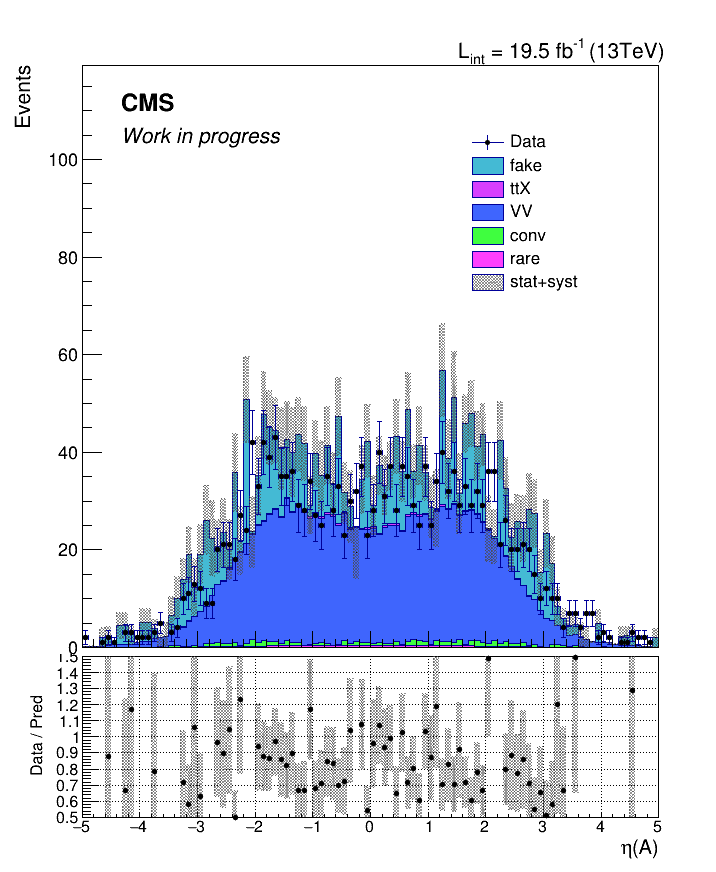 L_int = 19.5 fb^-1 (13TeV)
Events
CMS
Work in progress
Data
fake
ttX
VV
conv
rare
stat+syst
100
80
60
40
20
0
Data / Pred
1.5
1.4
1.3
1.2
1.1
1
0.9
0.8
0.7
0.6
0.5
−5 −4 −3 −2 −1 0 1 2 3 4 5
η(A)